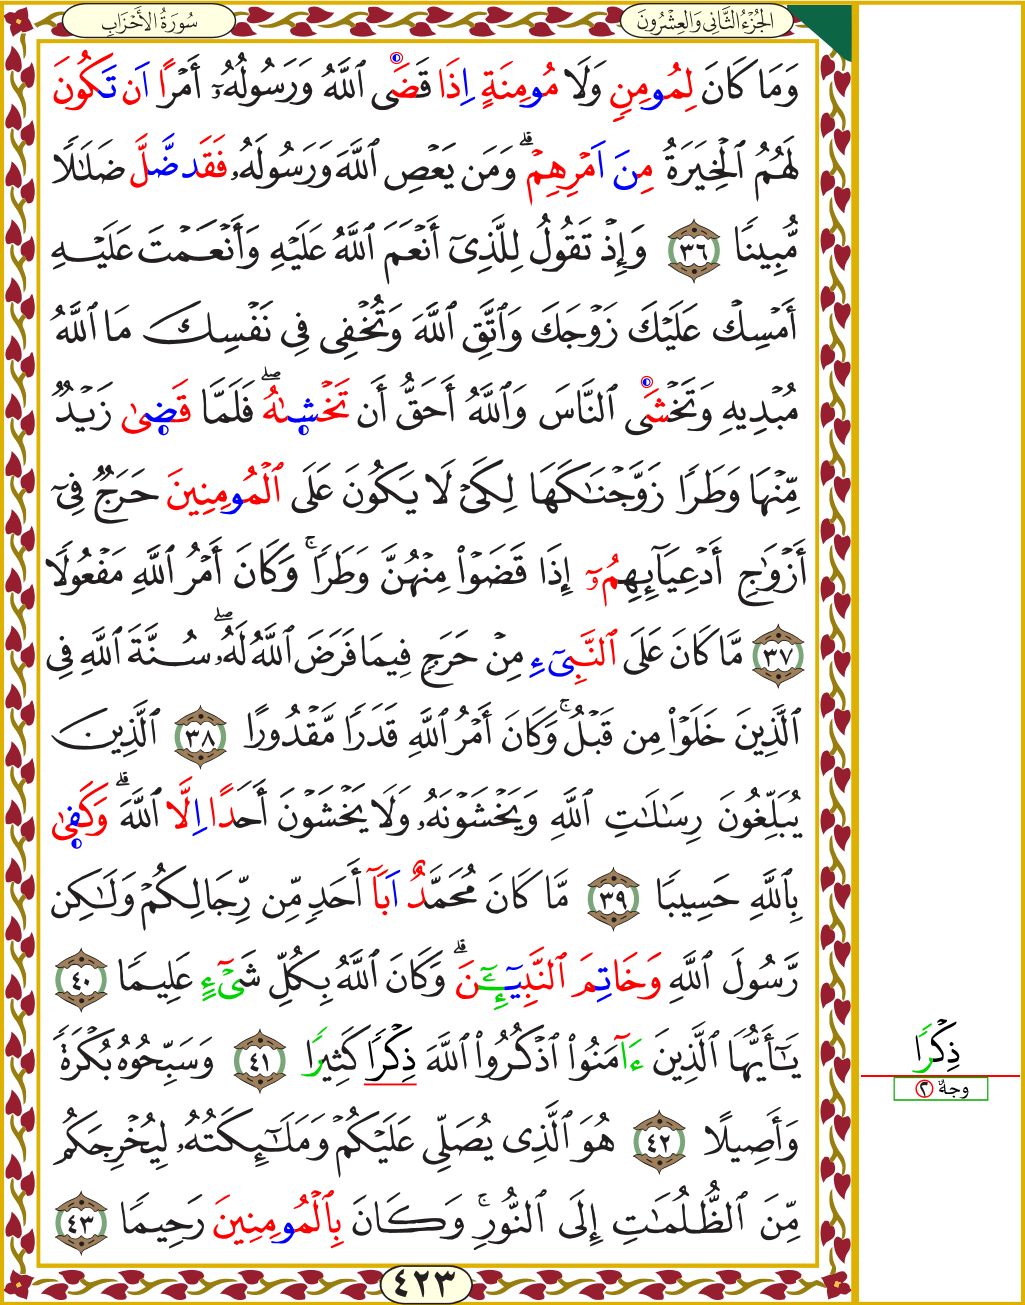 سُورَةُ الأَحْزَابِ
الجُزْءُ الثَّانِي وَالعِشْرُونَ
وَمَا كَانَ لِمُومِنٖ وَلَا مُومِنَةٍ اِذَا قَضَى ٱللَّهُ وَرَسُولُهُۥٓ أَمْرًا اَن تَكُونَ
لَهُمُ ٱلْخِيَرَةُ مِنَ اَمْرِهِمْۗ وَمَن يَعْصِ ٱللَّهَ وَرَسُولَهُۥ فَقَد ضَّلَّ ضَلَٰلًا
مُّبِينًا ٣٦ وَإِذْ تَقُولُ لِلَّذِىٓ أَنْعَمَ ٱللَّهُ عَلَيْهِ وَأَنْعَمْتَ عَلَيْهِ
أَمْسِكْ عَلَيْكَ زَوْجَكَ وَٱتَّقِ ٱللَّهَ وَتُخْفِى فِى نَفْسِكَ مَا ٱللَّهُ
مُبْدِيهِ وَتَخْشَى ٱلنَّاسَ وَٱللَّهُ أَحَقُّ أَن تَخْشٜىٰهُۖ فَلَمَّا قَضٜىٰ زَيْدٌ
مِّنْهَا وَطَرًا زَوَّجْنَٰكَهَا لِكَىْ لَا يَكُونَ عَلَى ٱلْمُومِنِينَ حَرَجٌ فِىٓ
أَزْوَٰجِ أَدْعِيَآئِهِمُۥٓ إِذَا قَضَوْا۟ مِنْهُنَّ وَطَرًاۚ وَكَانَ أَمْرُ ٱللَّهِ مَفْعُولًا
٣٧ مَّا كَانَ عَلَى ٱلنَّبِىٓءِ مِنْ حَرَجٍ فِيمَا فَرَضَ ٱللَّهُ لَهُۥۖ سُنَّةَ ٱللَّهِ فِى
ٱلَّذِينَ خَلَوْا۟ مِن قَبْلُۚ وَكَانَ أَمْرُ ٱللَّهِ قَدَرًا مَّقْدُورًا ٣٨ ٱلَّذِينَ
يُبَلِّغُونَ رِسَٰلَٰتِ ٱللَّهِ وَيَخْشَوْنَهُۥ وَلَا يَخْشَوْنَ أَحَدًا اِلَّا ٱللَّهَۗ وَكَفٜىٰ
بِٱللَّهِ حَسِيبًا ٣٩ مَّا كَانَ مُحَمَّدٌ اَبَآ أَحَدٍ مِّن رِّجَالِكُمْ وَلَٰكِن
رَّسُولَ ٱللَّهِ وَخَاتِمَ ٱلنَّبِيٓـِٕينَۗ وَكَانَ ٱللَّهُ بِكُلِّ شَىْءٍ عَلِيمًا ٤٠
يَٰٓأَيُّهَا ٱلَّذِينَ ءَامَنُوا۟ ٱذْكُرُوا۟ ٱللَّهَ ذِكْرًا كَثِيرًا ٤١ وَسَبِّحُوهُ بُكْرَةً
وَأَصِيلًا ٤٢ هُوَ ٱلَّذِى يُصَلِّى عَلَيْكُمْ وَمَلَٰٓئِكَتُهُۥ لِيُخْرِجَكُم
مِّنَ ٱلظُّلُمَٰتِ إِلَى ٱلنُّورِۚ وَكَانَ بِٱلْمُومِنِينَ رَحِيمًا ٤٣
ذِكْرًا
وجهٌ ٢
٤٢٣